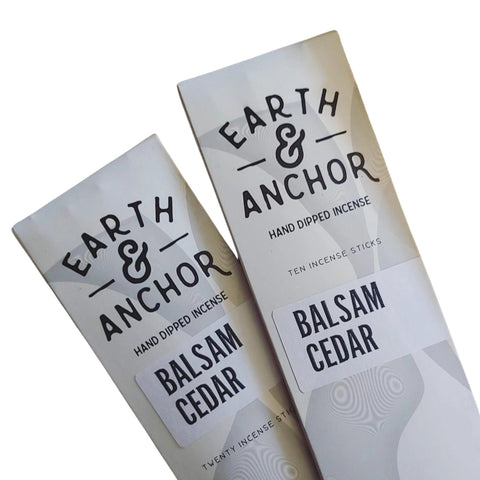 EARTH
&
ANCHOR
HAND DIPPED INCENSE
BALSAM
CEDAR
TWENTY INCENSE STICKS
EARTH
&
ANCHOR
HAND DIPPED INCENSE
TEN INCENSE STICKS
BALSAM
CEDAR